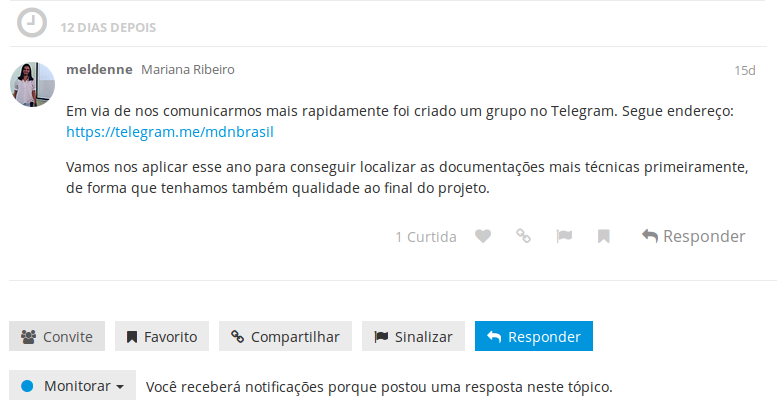 12 DIAS DEPOIS
meldenne Mariana Ribeiro 15d
Em via de nos comunicarmos mais rapidamente foi criado um grupo no Telegram. Segue endereço:
https://telegram.me/mdnbrasil
Vamos nos aplicar esse ano para conseguir localizar as documentações mais técnicas primeiramente,
de forma que tenhamos também qualidade ao final do projeto.
1 Curtida Responder
Convite Favorito Compartilhar Sinalizar Responder
Monitorar Você receberá notificações porque postou uma resposta neste tópico.